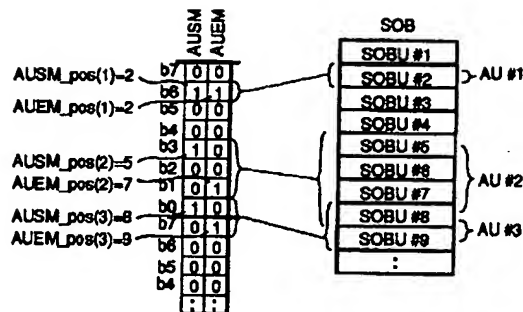 AUSM AUEM
b7 0 0
b6 1 1
b5 0 0
b4 0 0
b3 1 0
b2 0 0
b1 0 1
b0 1 0
b7 0 1
b6 0 0
b5 0 0
b4 0 0
: :
AUSM_pos(1)=2
AUEM_pos(1)=2
AUSM_pos(2)=5
AUEM_pos(2)=7
AUSM_pos(3)=8
AUEM_pos(3)=9
SOB
SOBU #1
SOBU #2
SOBU #3
SOBU #4
SOBU #5
SOBU #6
SOBU #7
SOBU #8
SOBU #9
:
AU #1
AU #2
AU #3